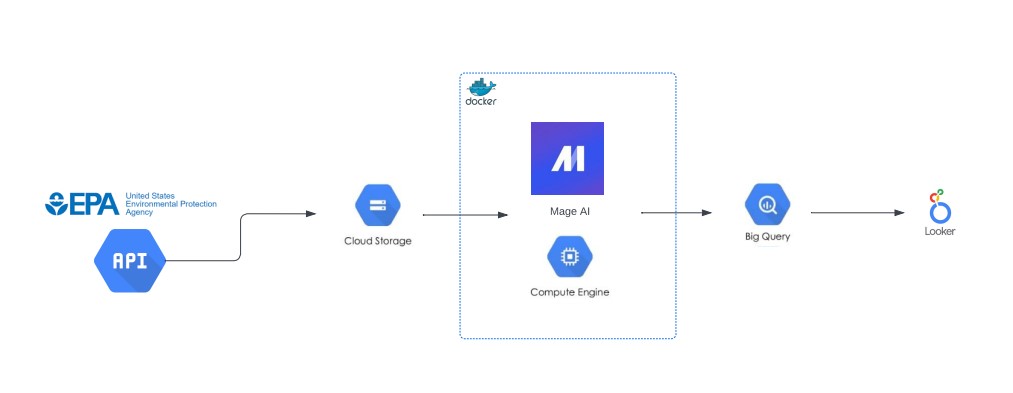 docker
EPA
United States
Environmental Protection
Agency
API
Cloud Storage
Mage AI
Compute Engine
Big Query
Looker